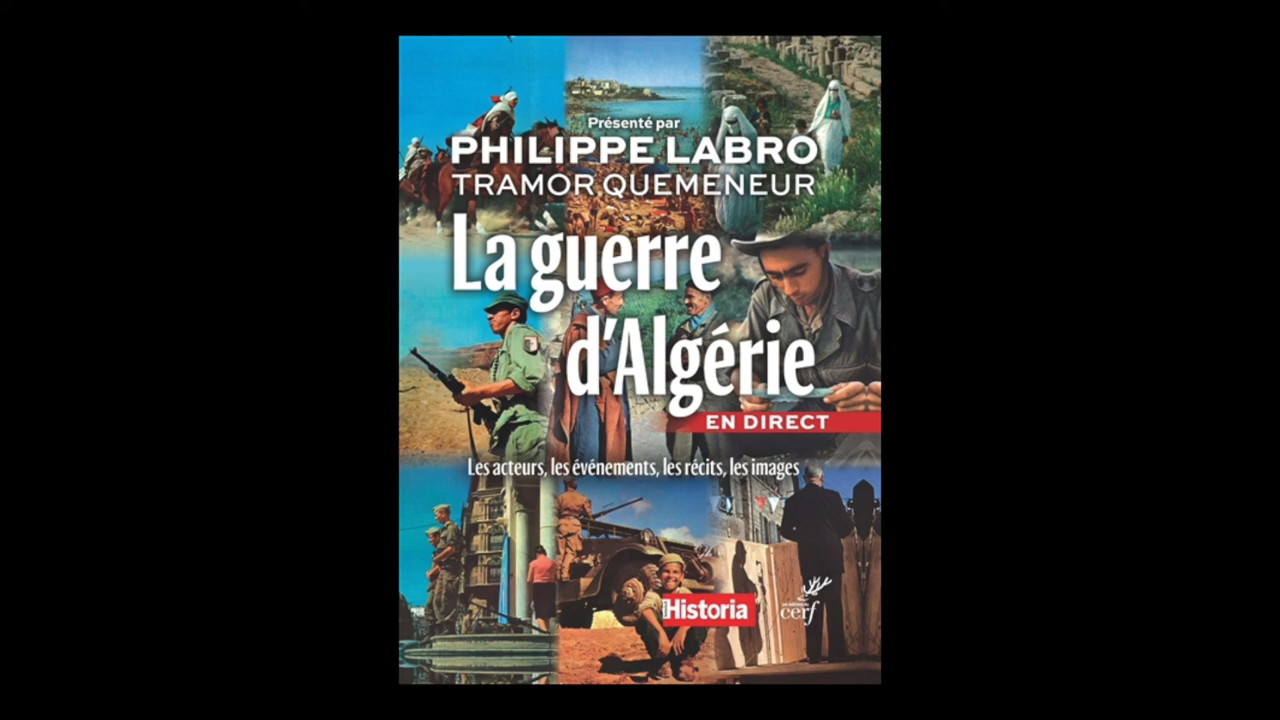 Présenté par
PHILIPPE LABRO
TRAMOR QUEMENEUR
La guerre
d'Algérie
EN DIRECT
Les acteurs, les événements, les récits, les images
Historia
cerf